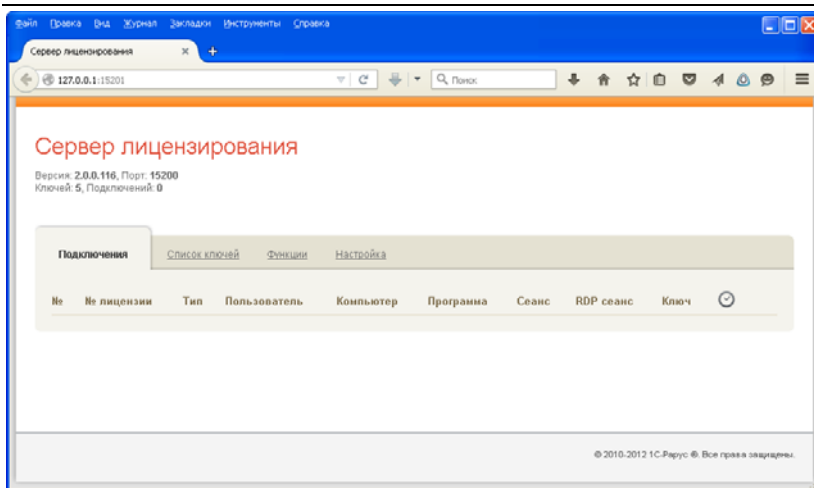 Файл Правка Вид Журнал Закладки Инструменты Справка
Сервер лицензирования × +
127.0.0.1:15201 Поиск
Сервер лицензирования
Версия: 2.0.0.116, Порт: 15200
Ключей: 5, Подключений: 0
Подключения Список ключей Функции Настройка
№ № лицензии Тип Пользователь Компьютер Программа Сеанс RDP сеанс Ключ
© 2010-2012 1С-Рарус ®. Все права защищены.